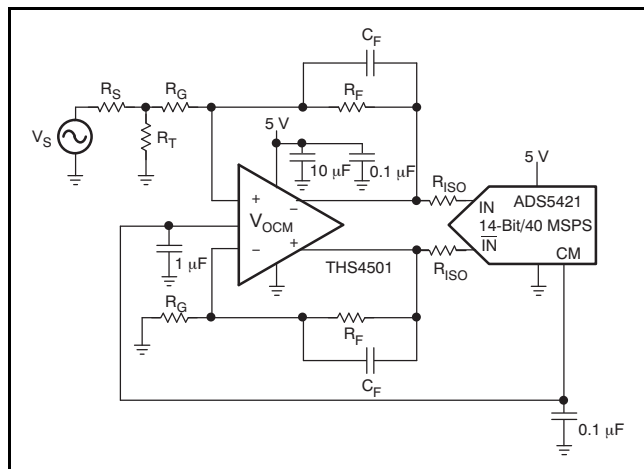 C_F
R_S
R_G
R_F
V_S
R_T
5 V
10 μF
0.1 μF
5 V
R_ISO
ADS5421
IN
14-Bit/40 MSPS
I̅N̅
CM
+
−
V_OCM
−
+
1 μF
THS4501
R_ISO
R_G
R_F
C_F
0.1 μF